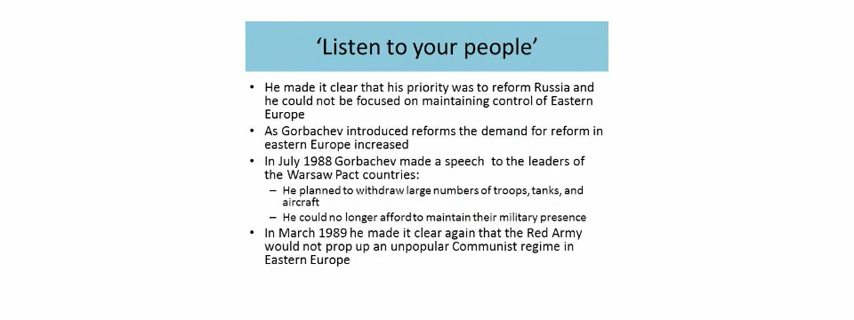 ‘Listen to your people’
• He made it clear that his priority was to reform Russia and
he could not be focused on maintaining control of Eastern
Europe
• As Gorbachev introduced reforms the demand for reform in
eastern Europe increased
• In July 1988 Gorbachev made a speech to the leaders of
the Warsaw Pact countries:
– He planned to withdraw large numbers of troops, tanks, and
aircraft
– He could no longer afford to maintain their military presence
• In March 1989 he made it clear again that the Red Army
would not prop up an unpopular Communist regime in
Eastern Europe